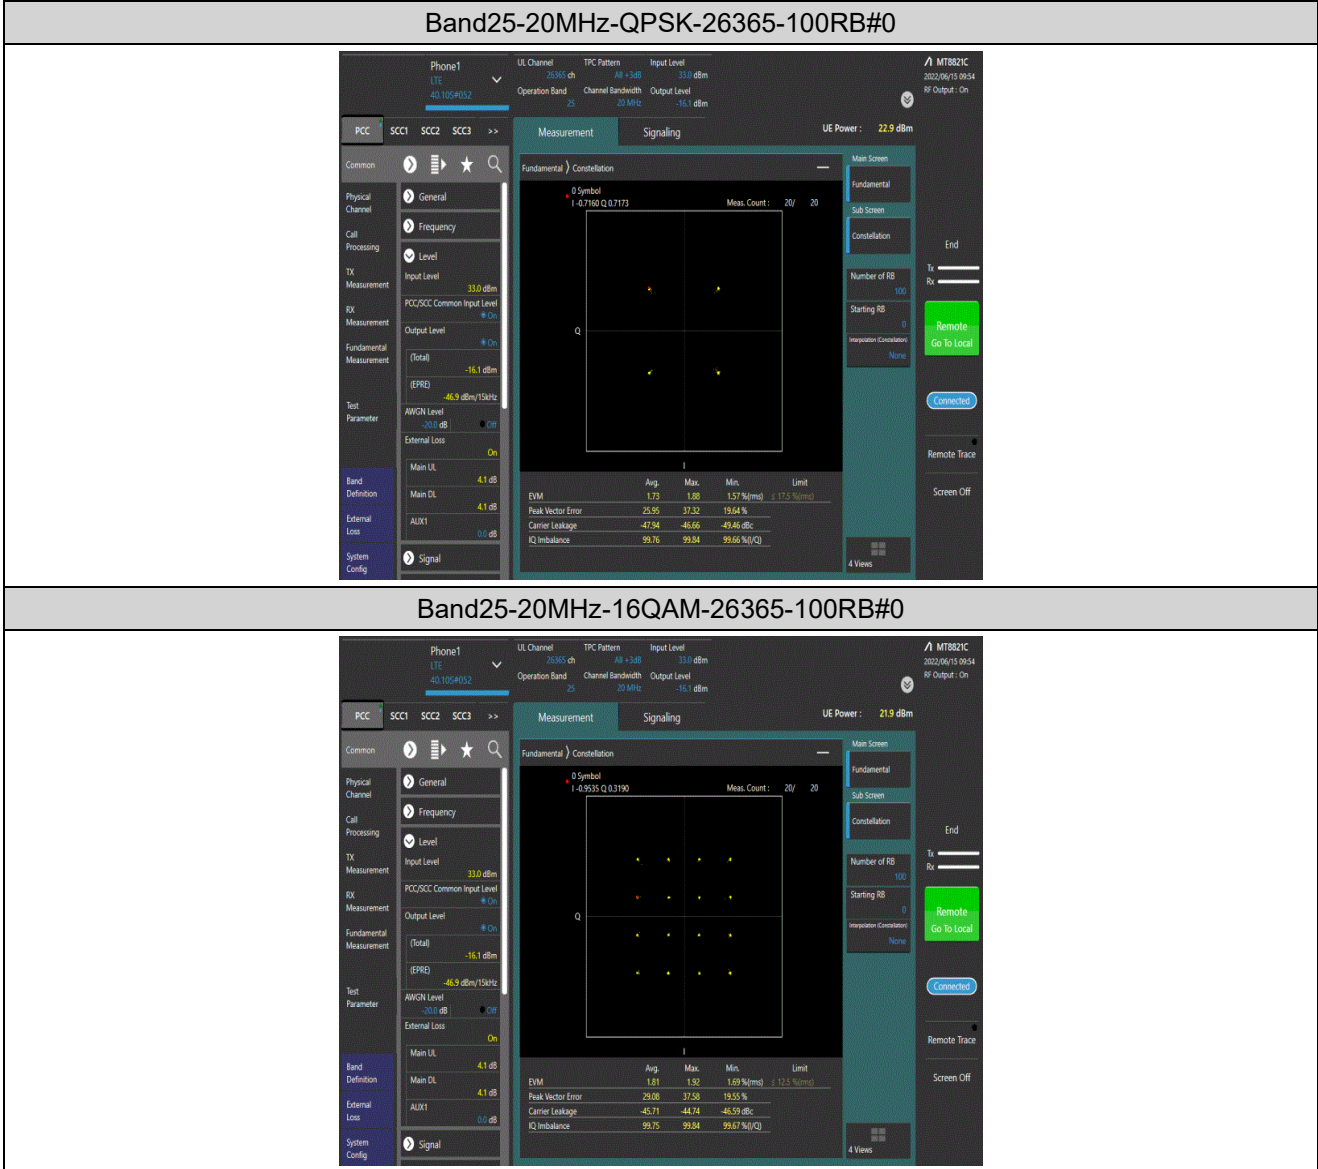 Band25-20MHz-QPSK-26365-100RB#0
Phone1
LTE
40.105#052
UL Channel TPC Pattern Input Level
26365 ch All +3dB 33.0 dBm
Operation Band Channel Bandwidth Output Level
25 20 MHz -16.1 dBm
MT8821C
2022/06/15 09:54
RF Output : On
PCC SCC1 SCC2 SCC3 >>
Measurement Signaling
UE Power : 22.9 dBm
Common
Physical Channel
Call Processing
TX Measurement
RX Measurement
Fundamental Measurement
Test Parameter
Band Definition
External Loss
System Config
General
Frequency
Level
Input Level
33.0 dBm
PCC/SCC Common Input Level
On
Output Level
On
(Total)
-16.1 dBm
(EPRE)
-46.9 dBm/15kHz
AWGN Level
-20.0 dB Off
External Loss
On
Main UL
4.1 dB
Main DL
4.1 dB
AUX1
0.0 dB
Signal
Fundamental Constellation
0 Symbol
I -0.7160 Q 0.7173 Meas. Count : 20/ 20
Q
I
Avg. Max. Min. Limit
EVM 1.73 1.88 1.57 %(rms) ≤ 17.5 %(rms)
Peak Vector Error 25.95 37.32 19.64 %
Carrier Leakage -47.94 -46.66 -49.46 dBc
IQ Imbalance 99.76 99.84 99.66 %(I/Q)
Main Screen
Fundamental
Sub Screen
Constellation
Number of RB
100
Starting RB
0
Interpolation (Constellation)
None
4 Views
End
Tx
Rx
Remote
Go To Local
Connected
Remote Trace
Screen Off
Band25-20MHz-16QAM-26365-100RB#0
Phone1
LTE
40.105#052
UL Channel TPC Pattern Input Level
26365 ch All +3dB 33.0 dBm
Operation Band Channel Bandwidth Output Level
25 20 MHz -16.1 dBm
MT8821C
2022/06/15 09:54
RF Output : On
PCC SCC1 SCC2 SCC3 >>
Measurement Signaling
UE Power : 21.9 dBm
Common
Physical Channel
Call Processing
TX Measurement
RX Measurement
Fundamental Measurement
Test Parameter
Band Definition
External Loss
System Config
General
Frequency
Level
Input Level
33.0 dBm
PCC/SCC Common Input Level
On
Output Level
On
(Total)
-16.1 dBm
(EPRE)
-46.9 dBm/15kHz
AWGN Level
-20.0 dB Off
External Loss
On
Main UL
4.1 dB
Main DL
4.1 dB
AUX1
0.0 dB
Signal
Fundamental Constellation
0 Symbol
I -0.9535 Q 0.3190 Meas. Count : 20/ 20
Q
I
Avg. Max. Min. Limit
EVM 1.81 1.92 1.69 %(rms) ≤ 12.5 %(rms)
Peak Vector Error 29.08 37.58 19.55 %
Carrier Leakage -45.71 -44.74 -46.59 dBc
IQ Imbalance 99.75 99.84 99.67 %(I/Q)
Main Screen
Fundamental
Sub Screen
Constellation
Number of RB
100
Starting RB
0
Interpolation (Constellation)
None
4 Views
End
Tx
Rx
Remote
Go To Local
Connected
Remote Trace
Screen Off